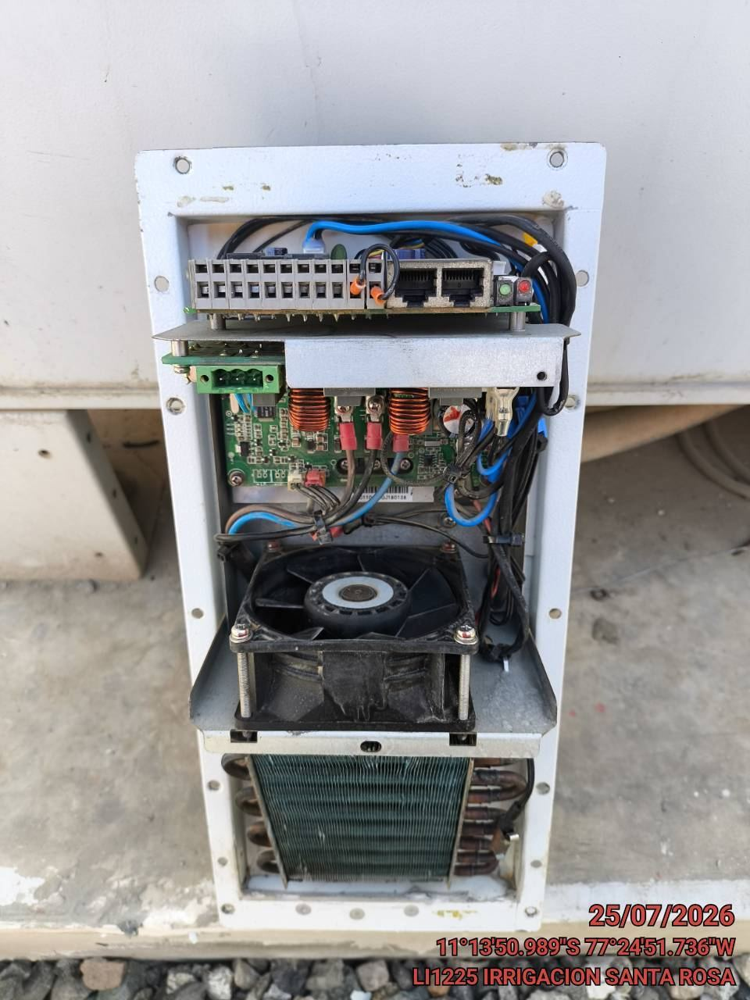 25/07/2026
11°13'50.989"S 77°24'51.736"W
LI1225 IRRIGACION SANTA ROSA